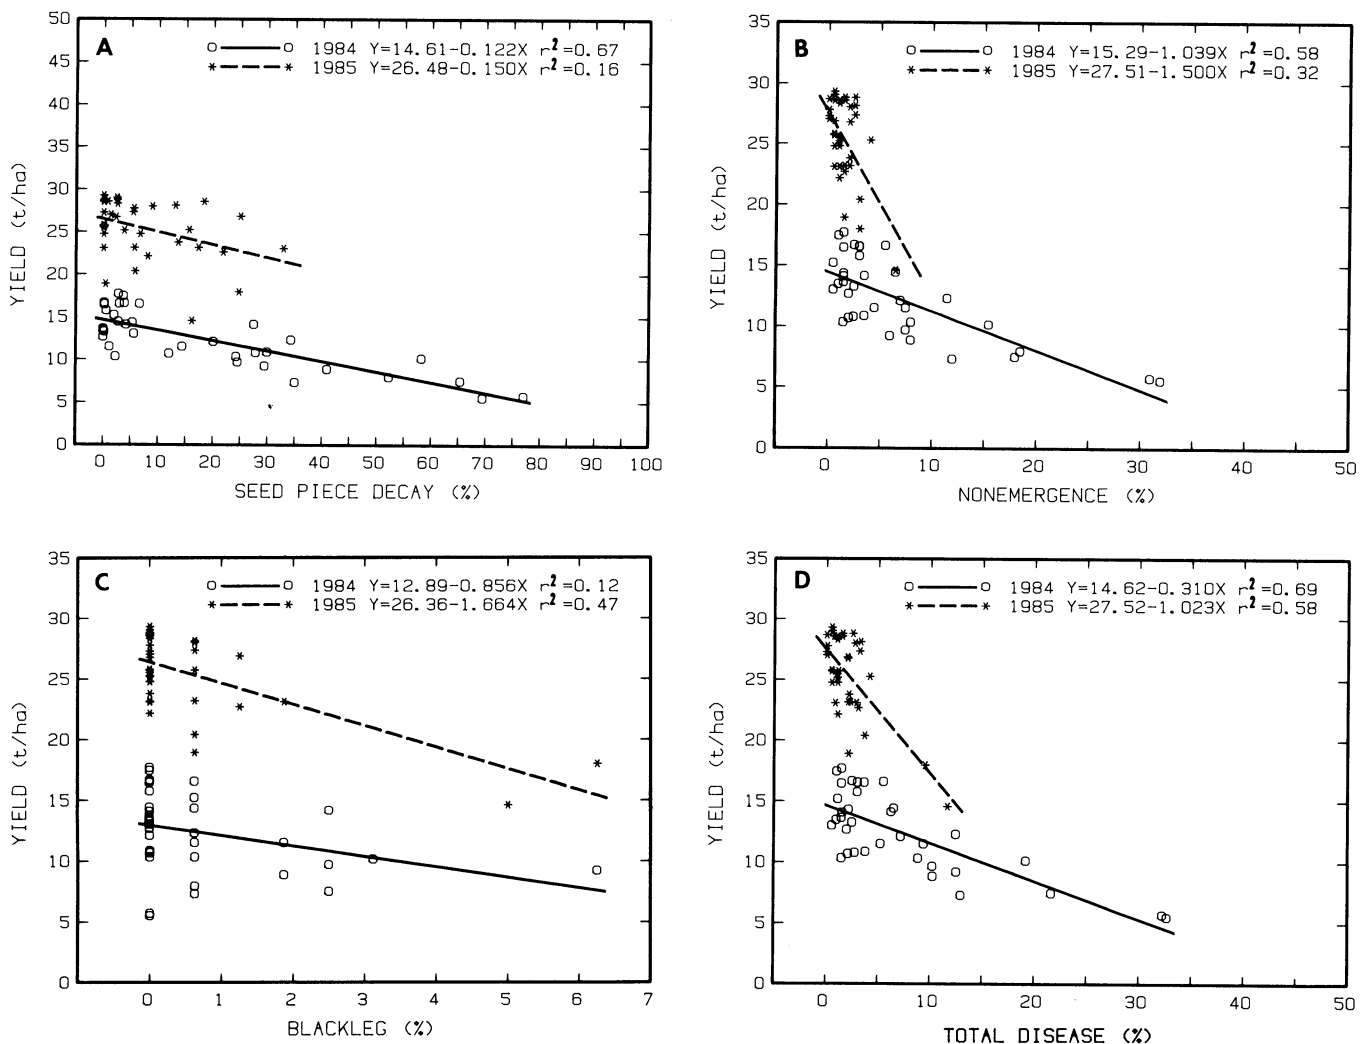 A
1984 Y=14.61-0.122X r²=0.67
1985 Y=26.48-0.150X r²=0.16
YIELD (t/ha)
50
45
40
35
30
25
20
15
10
5
0
0 10 20 30 40 50 60 70 80 90 100
SEED PIECE DECAY (%)
B
1984 Y=15.29-1.039X r²=0.58
1985 Y=27.51-1.500X r²=0.32
YIELD (t/ha)
35
30
25
20
15
10
5
0
0 10 20 30 40 50
NONEMERGENCE (%)
C
1984 Y=12.89-0.856X r²=0.12
1985 Y=26.36-1.664X r²=0.47
YIELD (t/ha)
35
30
25
20
15
10
5
0
0 1 2 3 4 5 6 7
BLACKLEG (%)
D
1984 Y=14.62-0.310X r²=0.69
1985 Y=27.52-1.023X r²=0.58
YIELD (t/ha)
35
30
25
20
15
10
5
0
0 10 20 30 40 50
TOTAL DISEASE (%)